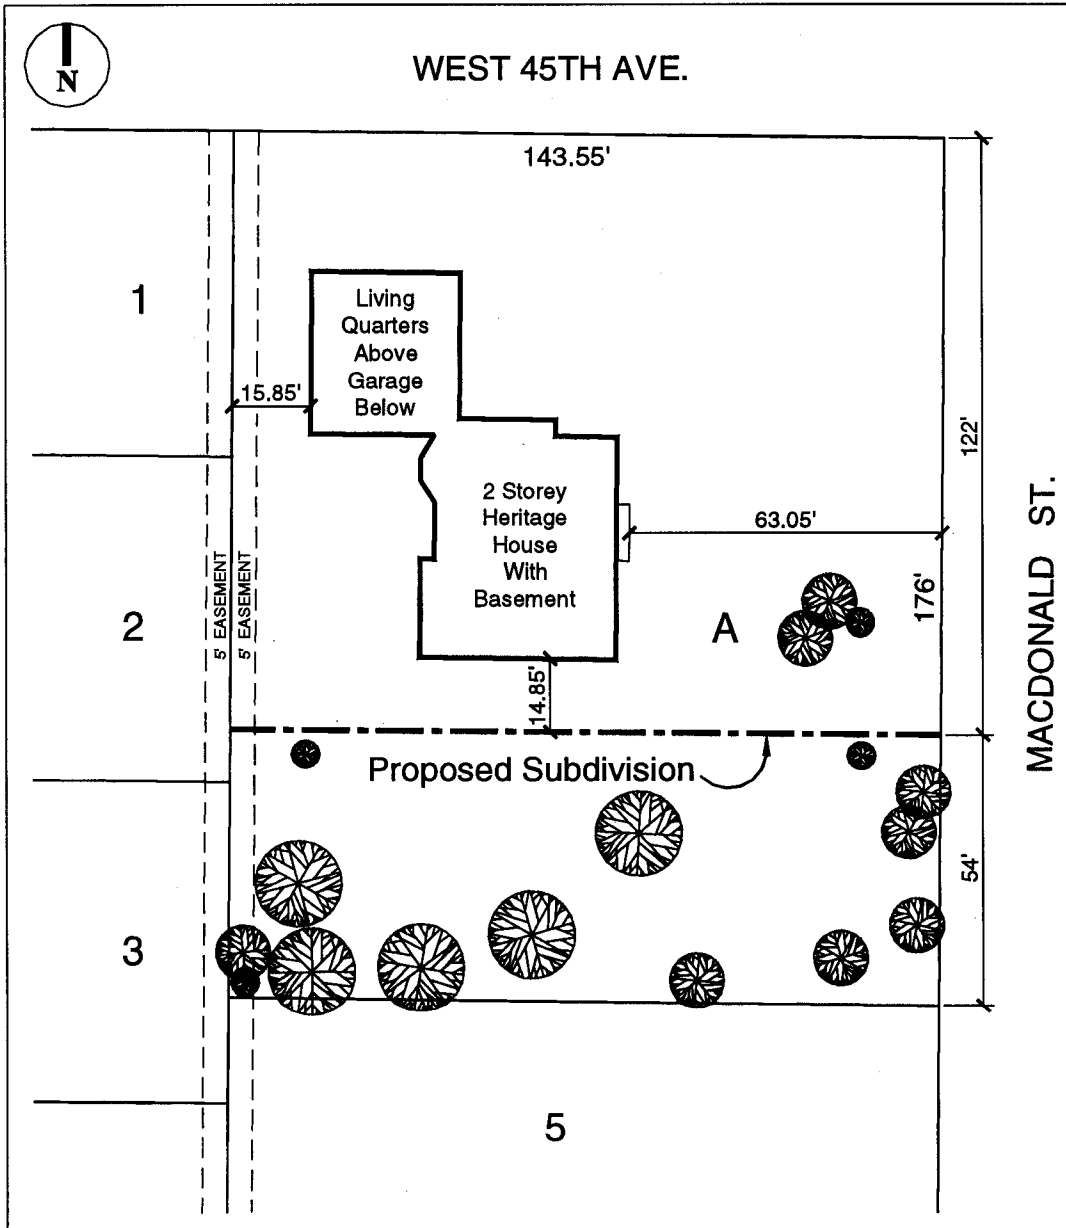 N
WEST 45TH AVE.
143.55'
1
Living
Quarters
Above
Garage
Below
15.85'
122'
2 Storey
Heritage
House
With
Basement
63.05'
MACDONALD ST.
5' EASEMENT
5' EASEMENT
176'
2
A
14.85'
Proposed Subdivision
54'
3
5